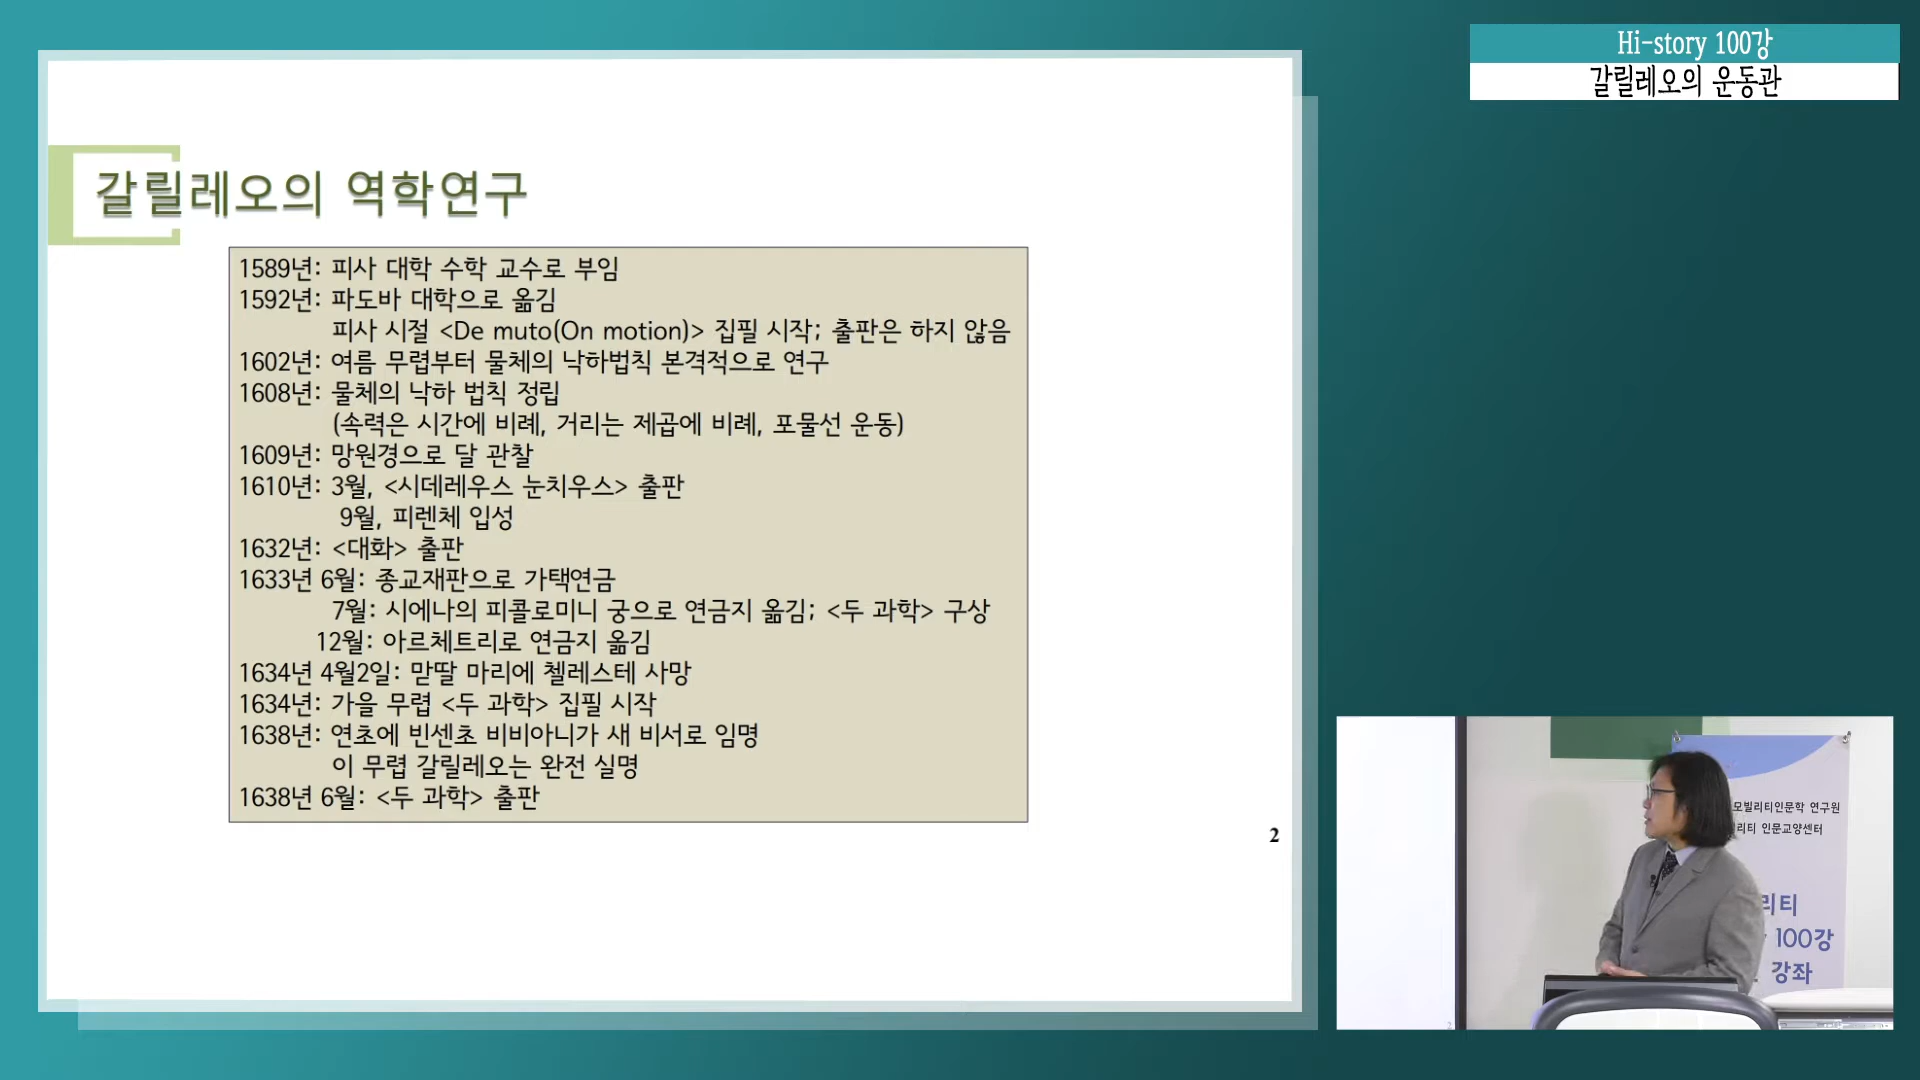 Hi-story 100강
갈릴레오의 운동관
갈릴레오의 역학연구
1589년: 피사 대학 수학 교수로 부임
1592년: 파도바 대학으로 옮김
피사 시절 <De muto(On motion)> 집필 시작; 출판은 하지 않음
1602년: 여름 무렵부터 물체의 낙하법칙 본격적으로 연구
1608년: 물체의 낙하 법칙 정립
(속력은 시간에 비례, 거리는 제곱에 비례, 포물선 운동)
1609년: 망원경으로 달 관찰
1610년: 3월, <시데레우스 눈치우스> 출판
9월, 피렌체 입성
1632년: <대화> 출판
1633년 6월: 종교재판으로 가택연금
7월: 시에나의 피콜로미니 궁으로 연금지 옮김; <두 과학> 구상
12월: 아르체트리로 연금지 옮김
1634년 4월2일: 맏딸 마리에 첼레스테 사망
1634년: 가을 무렵 <두 과학> 집필 시작
1638년: 연초에 빈센초 비비아니가 새 비서로 임명
이 무렵 갈릴레오는 완전 실명
1638년 6월: <두 과학> 출판
2
모빌리티인문학 연구원
리티 인문교양센터
리티
100강
강좌